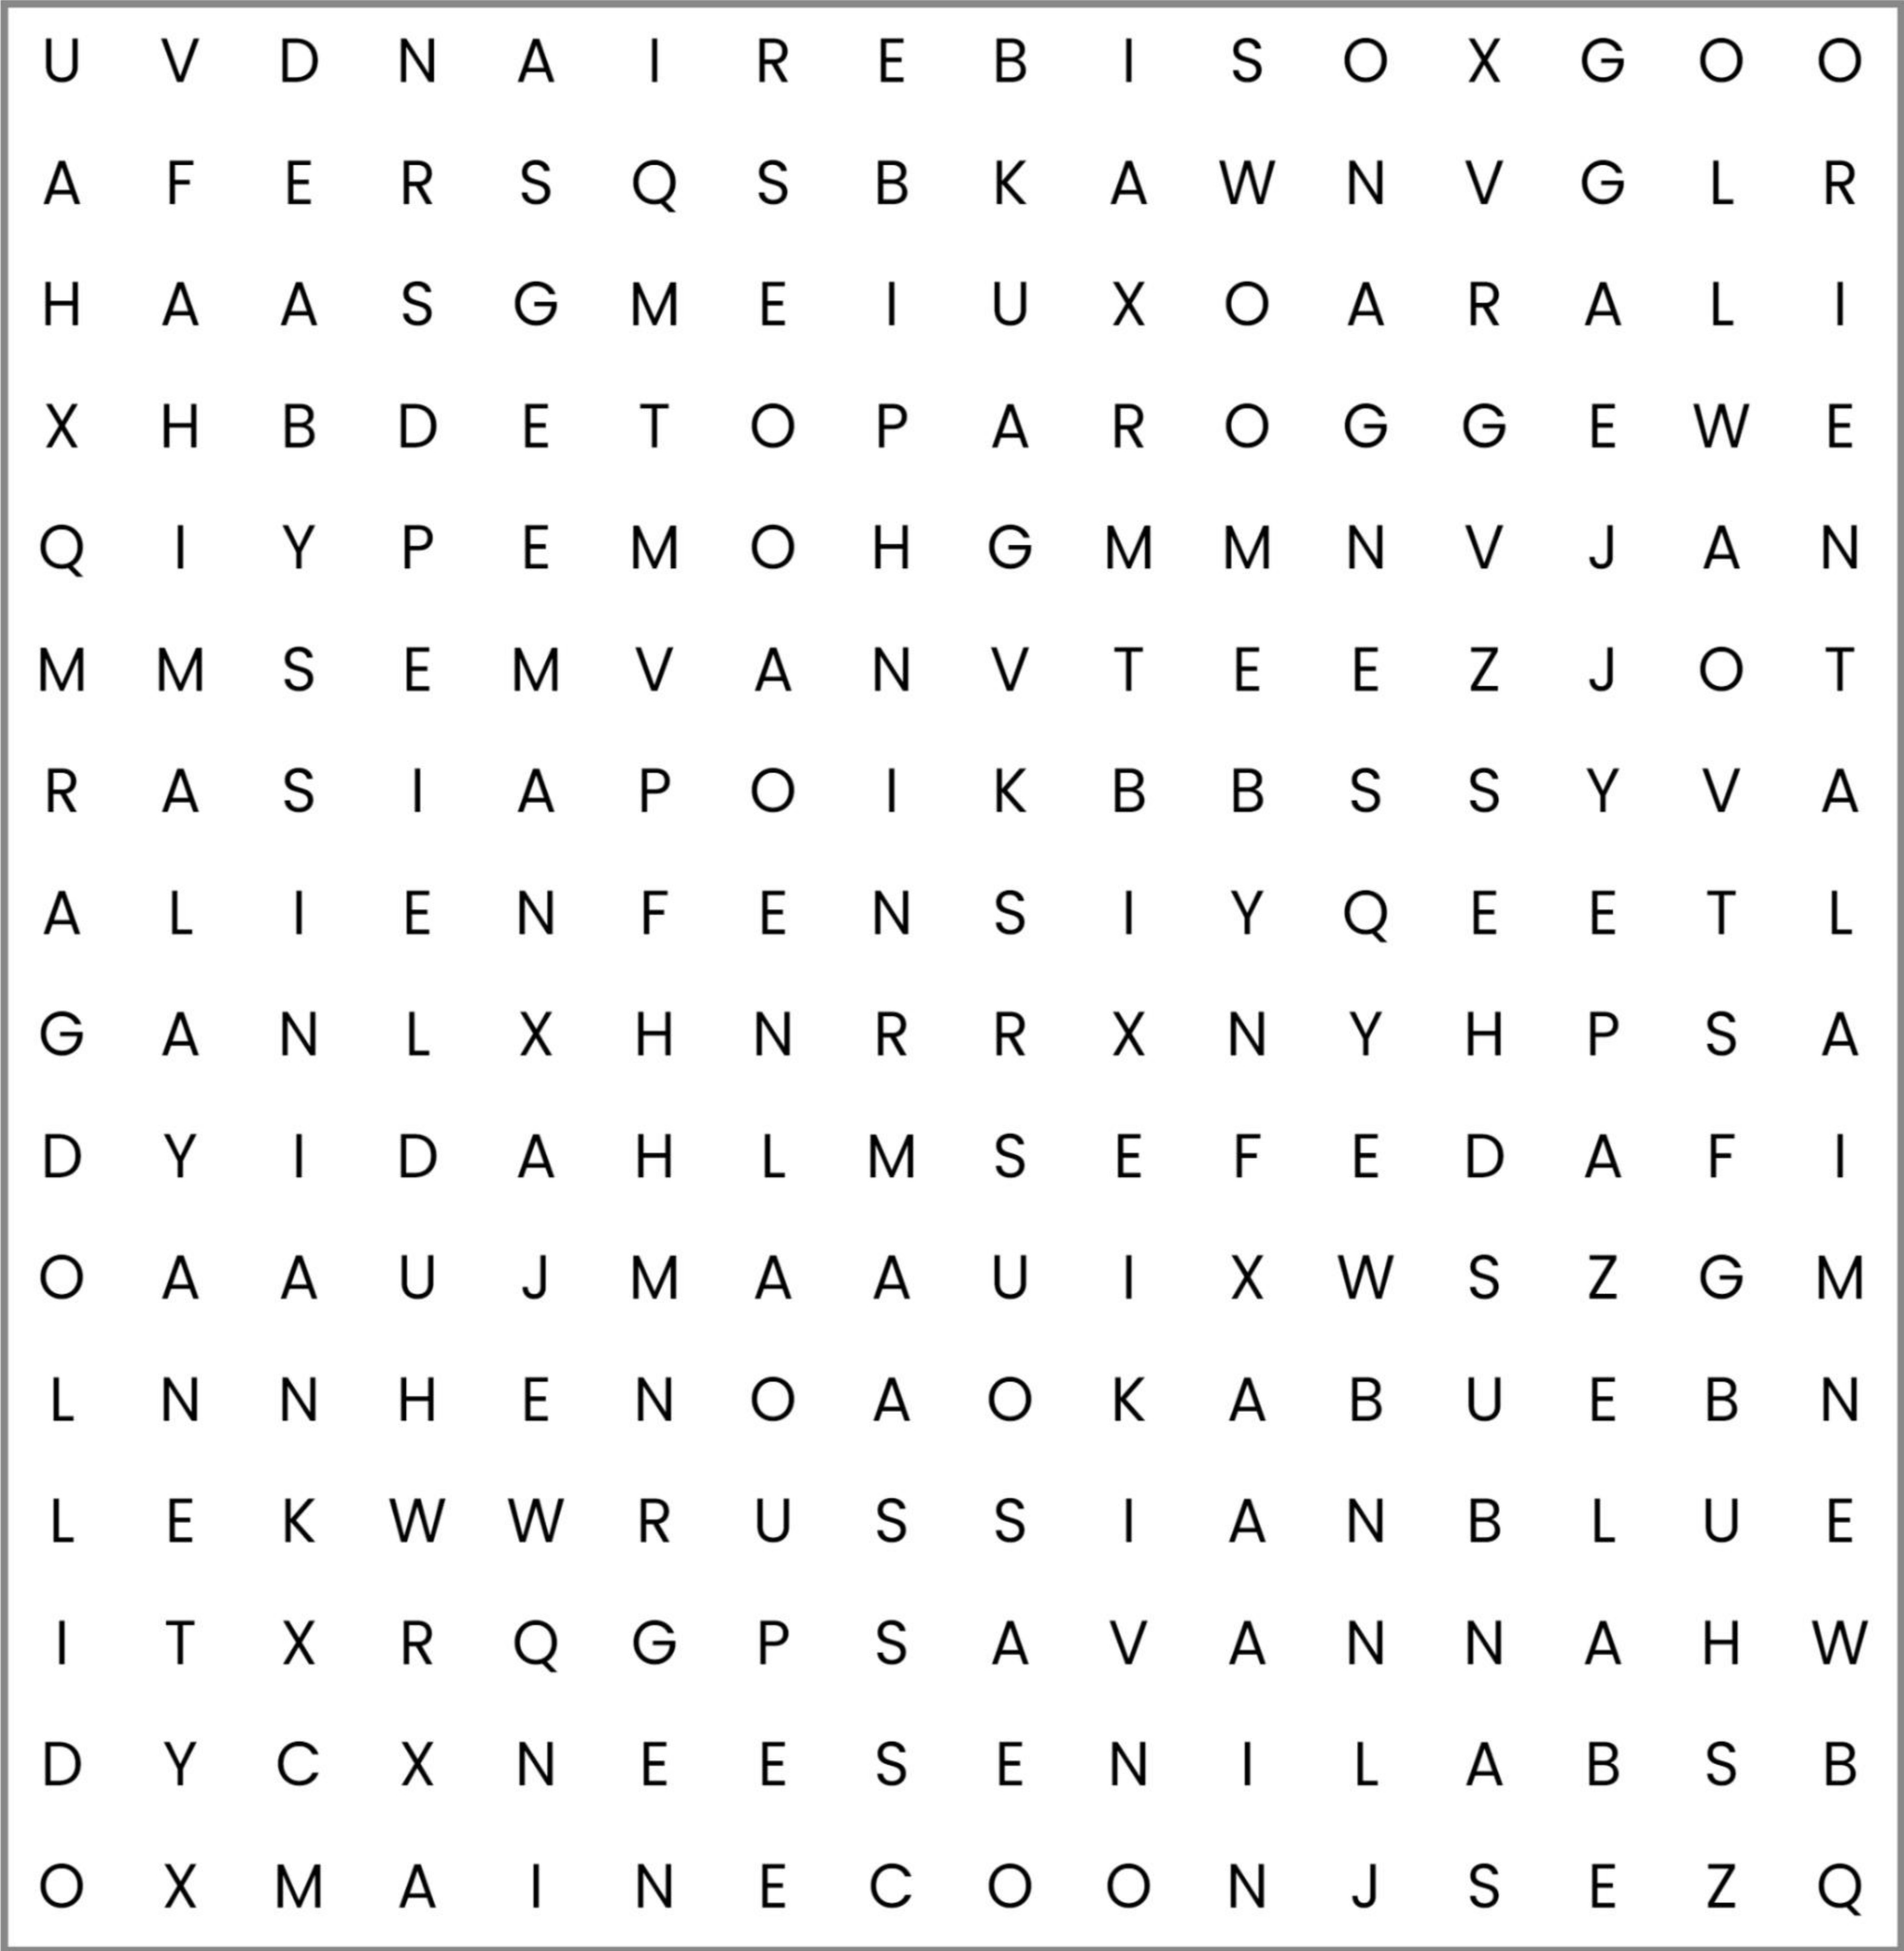 U V D N A I R E B I S O X G O O
A F E R S Q S B K A W N V G L R
H A A S G M E I U X O A R A L I
X H B D E T O P A R O G G E W E
Q I Y P E M O H G M M N V J A N
M M S E M V A N V T E E Z J O T
R A S I A P O I K B B S S Y V A
A L I E N F E N S I Y Q E E T L
G A N L X H N R R X N Y H P S A
D Y I D A H L M S E F E D A F I
O A A U J M A A U I X W S Z G M
L N N H E N O A O K A B U E B N
L E K W W R U S S I A N B L U E
I T X R Q G P S A V A N N A H W
D Y C X N E E S E N I L A B S B
O X M A I N E C O O N J S E Z Q